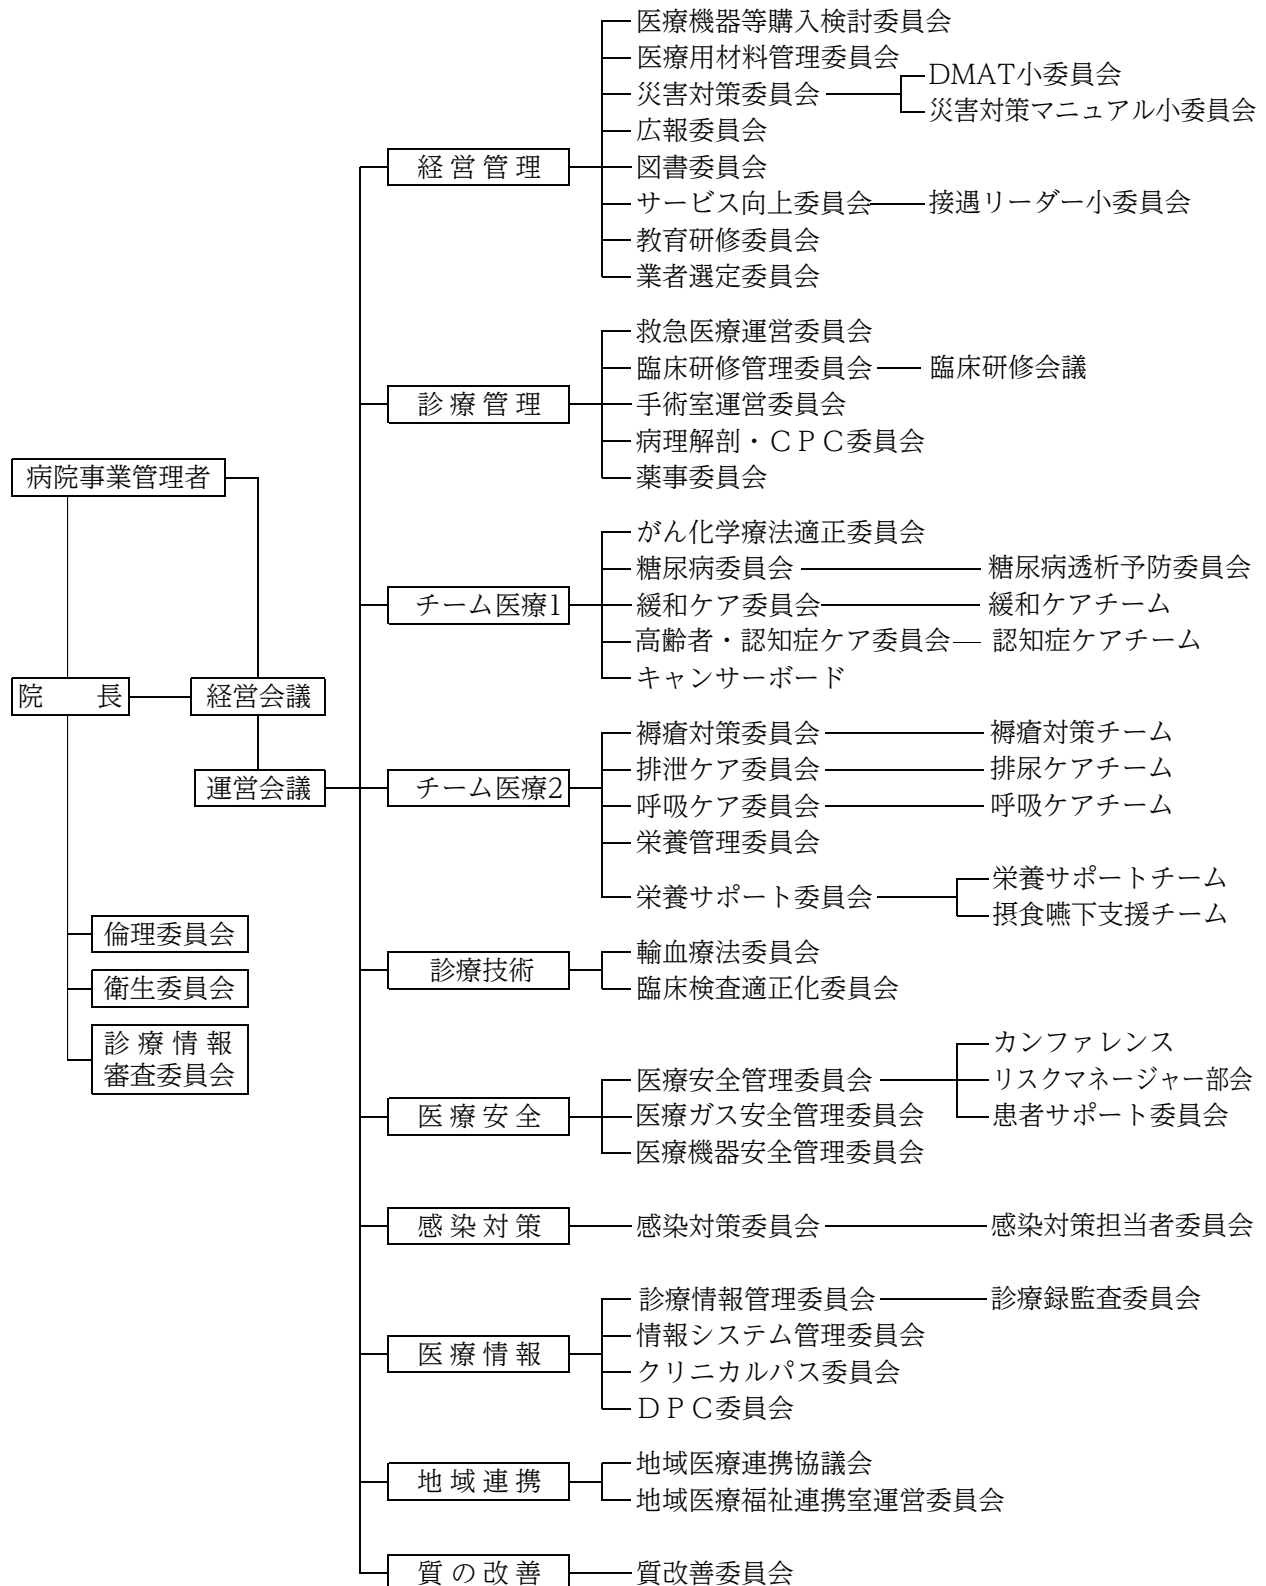 医療機器等購入検討委員会
医療用材料管理委員会
災害対策委員会
DMAT小委員会
災害対策マニュアル小委員会
広報委員会
経営管理
図書委員会
サービス向上委員会
接遇リーダー小委員会
教育研修委員会
業者選定委員会
救急医療運営委員会
臨床研修管理委員会
臨床研修会議
診療管理
手術室運営委員会
病理解剖・ＣＰＣ委員会
薬事委員会
病院事業管理者
がん化学療法適正委員会
糖尿病委員会
糖尿病透析予防委員会
チーム医療1
緩和ケア委員会
緩和ケアチーム
高齢者・認知症ケア委員会
認知症ケアチーム
キャンサーボード
院　　長
経営会議
運営会議
褥瘡対策委員会
褥瘡対策チーム
排泄ケア委員会
排尿ケアチーム
チーム医療2
呼吸ケア委員会
呼吸ケアチーム
栄養管理委員会
栄養サポート委員会
栄養サポートチーム
摂食嚥下支援チーム
倫理委員会
衛生委員会
診療情報
審査委員会
診療技術
輸血療法委員会
臨床検査適正化委員会
医療安全管理委員会
カンファレンス
リスクマネージャー部会
患者サポート委員会
医療安全
医療ガス安全管理委員会
医療機器安全管理委員会
感染対策
感染対策委員会
感染対策担当者委員会
診療情報管理委員会
診療録監査委員会
情報システム管理委員会
医療情報
クリニカルパス委員会
ＤＰＣ委員会
地域連携
地域医療連携協議会
地域医療福祉連携室運営委員会
質の改善
質改善委員会